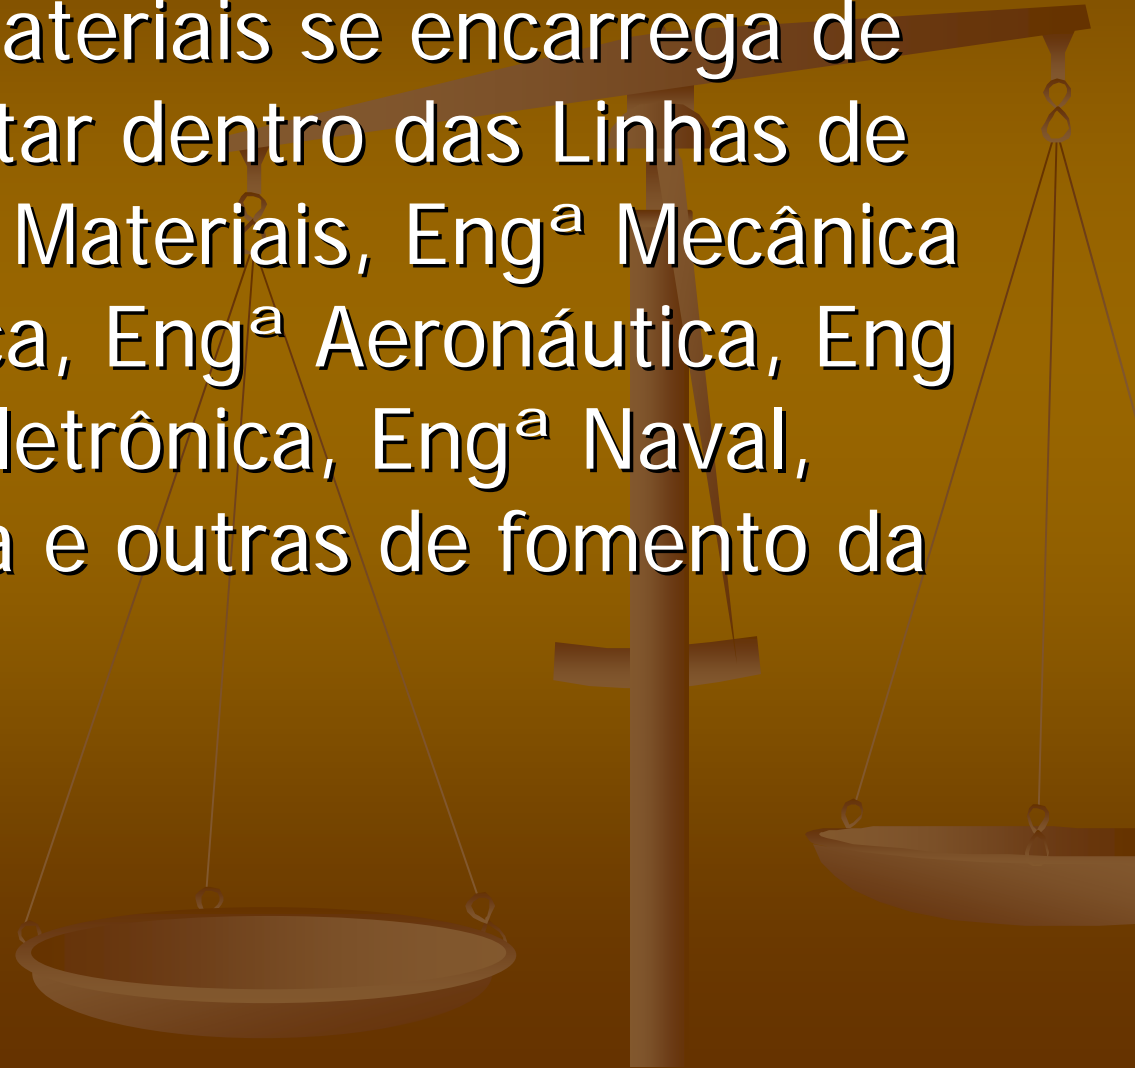 ateriais se encarrega de
tar dentro das Linhas de
Materiais, Engª Mecânica
ca, Engª Aeronáutica, Eng
letrônica, Engª Naval,
a e outras de fomento da